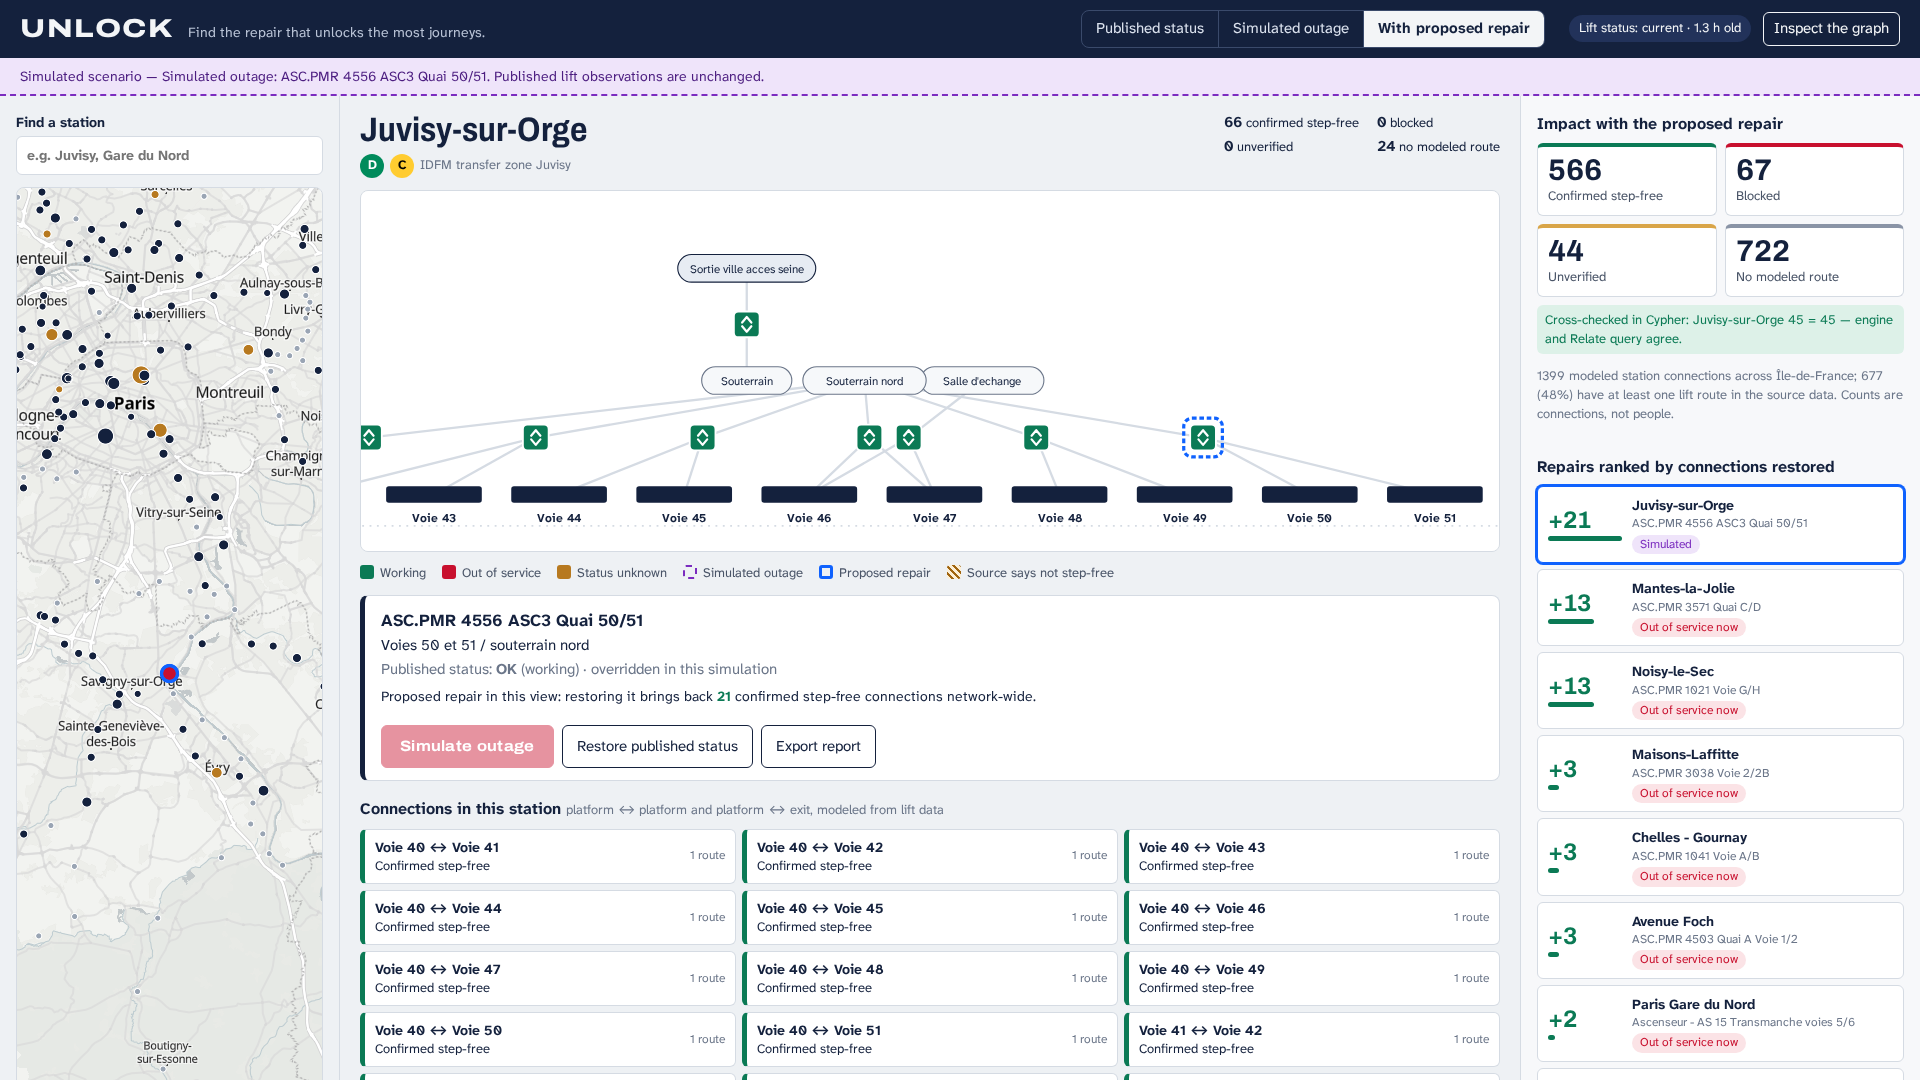 UNLOCK
Find the repair that unlocks the most journeys.
Published status
Simulated outage
With proposed repair
Lift status: current · 1.3 h old
Inspect the graph
Simulated scenario — Simulated outage: ASC.PMR 4556 ASC3 Quai 50/51. Published lift observations are unchanged.
Find a station
e.g. Juvisy, Gare du Nord
Sarcelles
Ville
enteuil
Saint-Denis
Aulnay-sous-B
olombes
Aubervilliers
Livry-G
Bondy
Montreuil
Paris
logne-
ncour
Noi
Champign
sur-Marn
Vitry-sur-Seine
Savigny-sur-Orge
C
Sainte-Geneviève-
des-Bois
Évry
Boutigny-
sur-Essonne
Juvisy-sur-Orge
D
C
IDFM transfer zone Juvisy
66 confirmed step-free
0 blocked
0 unverified
24 no modeled route
Sortie ville acces seine
Souterrain
Souterrain nord
Salle d'echange
Voie 43
Voie 44
Voie 45
Voie 46
Voie 47
Voie 48
Voie 49
Voie 50
Voie 51
Working
Out of service
Status unknown
Simulated outage
Proposed repair
Source says not step-free
ASC.PMR 4556 ASC3 Quai 50/51
Voies 50 et 51 / souterrain nord
Published status: OK (working) · overridden in this simulation
Proposed repair in this view: restoring it brings back 21 confirmed step-free connections network-wide.
Simulate outage
Restore published status
Export report
Connections in this station platform ↔ platform and platform ↔ exit, modeled from lift data
Voie 40 ↔ Voie 41
Confirmed step-free
1 route
Voie 40 ↔ Voie 42
Confirmed step-free
1 route
Voie 40 ↔ Voie 43
Confirmed step-free
1 route
Voie 40 ↔ Voie 44
Confirmed step-free
1 route
Voie 40 ↔ Voie 45
Confirmed step-free
1 route
Voie 40 ↔ Voie 46
Confirmed step-free
1 route
Voie 40 ↔ Voie 47
Confirmed step-free
1 route
Voie 40 ↔ Voie 48
Confirmed step-free
1 route
Voie 40 ↔ Voie 49
Confirmed step-free
1 route
Voie 40 ↔ Voie 50
Confirmed step-free
1 route
Voie 40 ↔ Voie 51
Confirmed step-free
1 route
Voie 41 ↔ Voie 42
Confirmed step-free
1 route
Impact with the proposed repair
566
Confirmed step-free
67
Blocked
44
Unverified
722
No modeled route
Cross-checked in Cypher: Juvisy-sur-Orge 45 = 45 — engine
and Relate query agree.
1399 modeled station connections across Île-de-France; 677
(48%) have at least one lift route in the source data. Counts are
connections, not people.
Repairs ranked by connections restored
+21
Juvisy-sur-Orge
ASC.PMR 4556 ASC3 Quai 50/51
Simulated
+13
Mantes-la-Jolie
ASC.PMR 3571 Quai C/D
Out of service now
+13
Noisy-le-Sec
ASC.PMR 1021 Voie G/H
Out of service now
+3
Maisons-Laffitte
ASC.PMR 3038 Voie 2/2B
Out of service now
+3
Chelles - Gournay
ASC.PMR 1041 Voie A/B
Out of service now
+3
Avenue Foch
ASC.PMR 4503 Quai A Voie 1/2
Out of service now
+2
Paris Gare du Nord
Ascenseur - AS 15 Transmanche voies 5/6
Out of service now